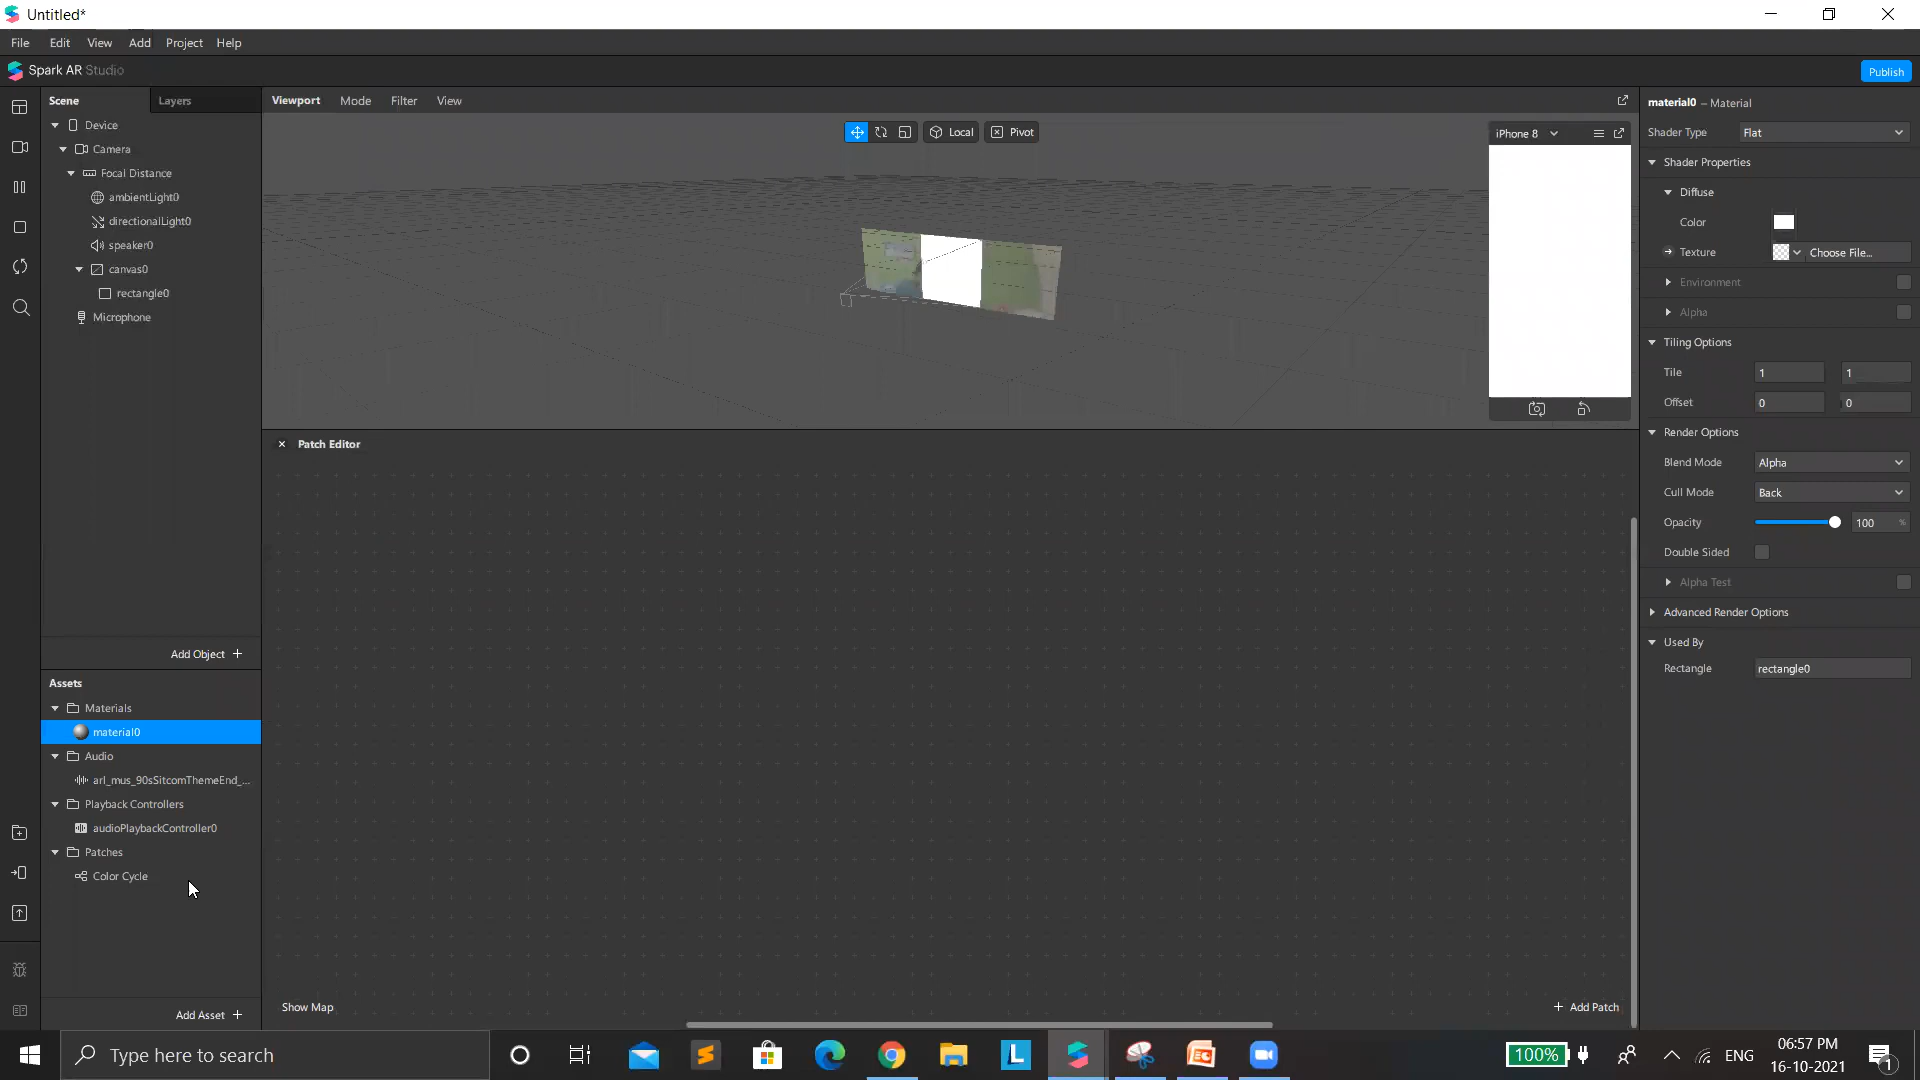 Untitled*
File Edit View Add Project Help
Spark AR Studio
Publish
Scene Layers
Device
Camera
Focal Distance
ambientLight0
directionalLight0
speaker0
canvas0
rectangle0
Microphone
Add Object +
Assets
Materials
material0
Audio
arl_mus_90sSitcomThemeEnd_...
Playback Controllers
audioPlaybackController0
Patches
Color Cycle
Add Asset +
Viewport Mode Filter View
Local Pivot
iPhone 8
× Patch Editor
Show Map
+ Add Patch
material0 – Material
Shader Type Flat
Shader Properties
Diffuse
Color
Texture Choose File...
Environment
Alpha
Tiling Options
Tile 1 1
Offset 0 0
Render Options
Blend Mode Alpha
Cull Mode Back
Opacity 100 %
Double Sided
Alpha Test
Advanced Render Options
Used By
Rectangle rectangle0
Type here to search
L
100%
ENG
06:57 PM
16-10-2021
1